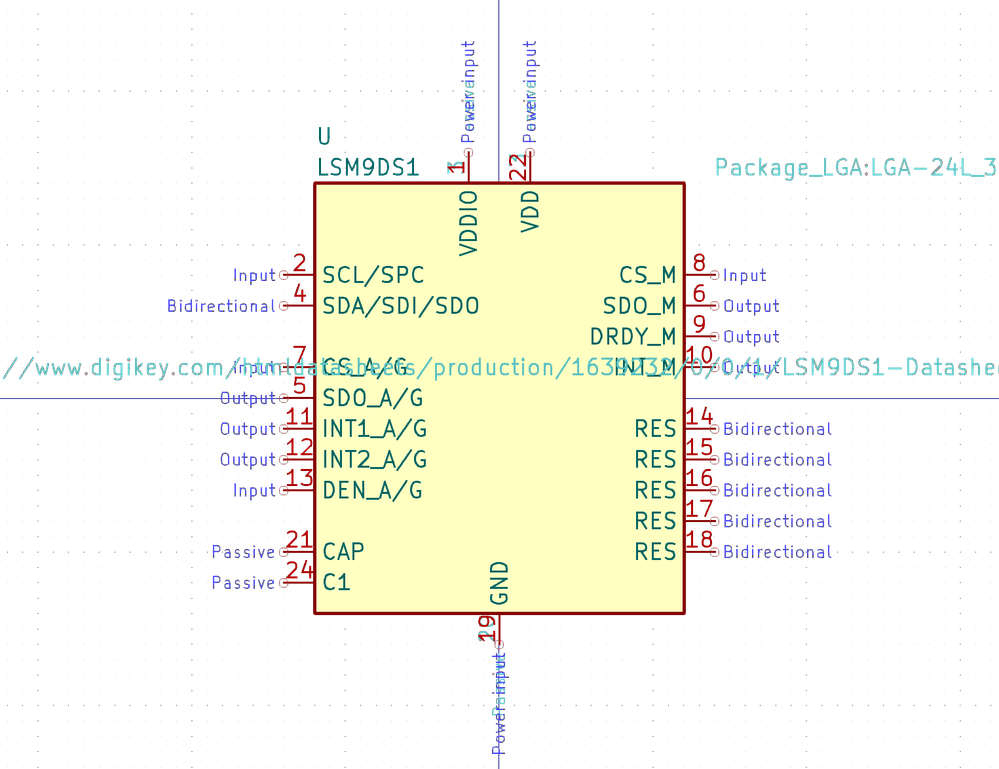 Power input
Power input
U
LSM9DS1
Package_LGA:LGA-24L_3
1
22
VDDIO
VDD
Input 2 SCL/SPC CS_M 8 Input
Bidirectional 4 SDA/SDI/SDO SDO_M 6 Output
DRDY_M 9 Output
Input 7 CS_A/G INT_M 10 Output
//www.digikey.com/htmldatasheets/production/1639232/0/0/1/LSM9DS1-Datashee
Output 5 SDO_A/G
Output 11 INT1_A/G RES 14 Bidirectional
Output 12 INT2_A/G RES 15 Bidirectional
Input 13 DEN_A/G RES 16 Bidirectional
RES 17 Bidirectional
Passive 21 CAP RES 18 Bidirectional
Passive 24 C1
GND
19
Power input